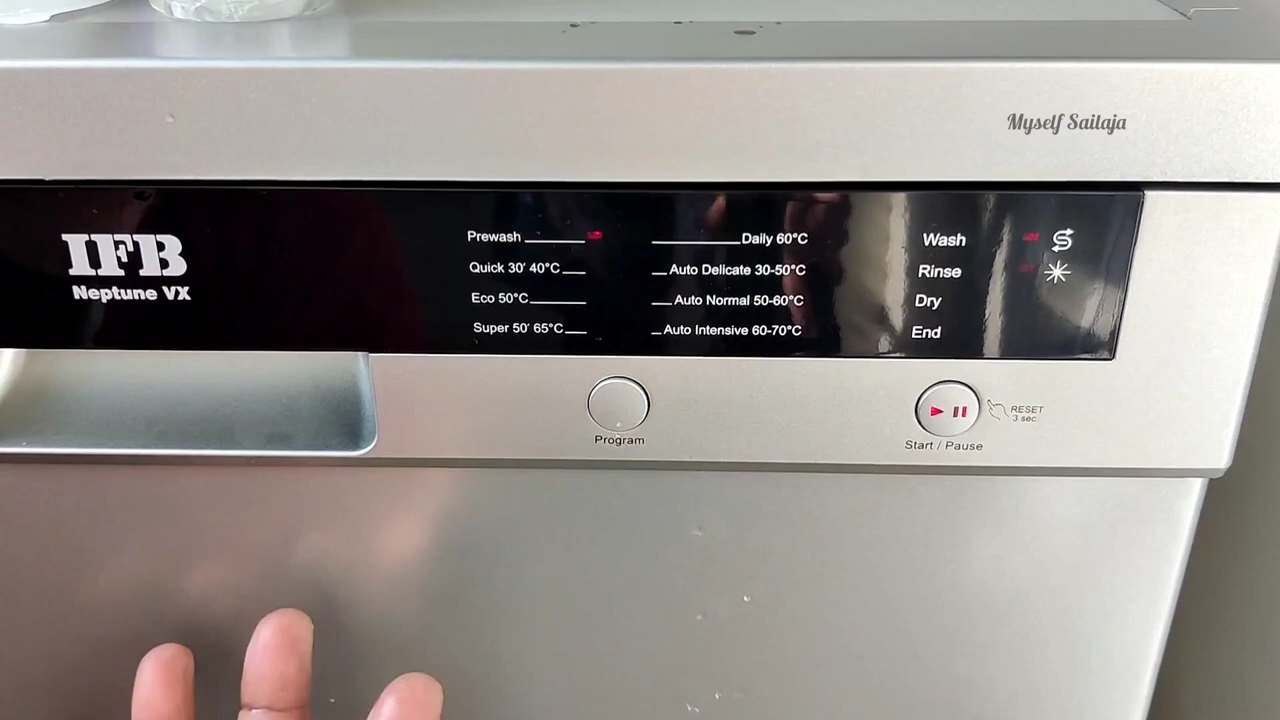 Myself Sailaja
IFB
Neptune VX
Prewash
Quick 30' 40°C
Eco 50°C
Super 50' 65°C
Daily 60°C
Auto Delicate 30-50°C
Auto Normal 50-60°C
Auto Intensive 60-70°C
Wash
Rinse
Dry
End
Program
Start / Pause
RESET
3 sec